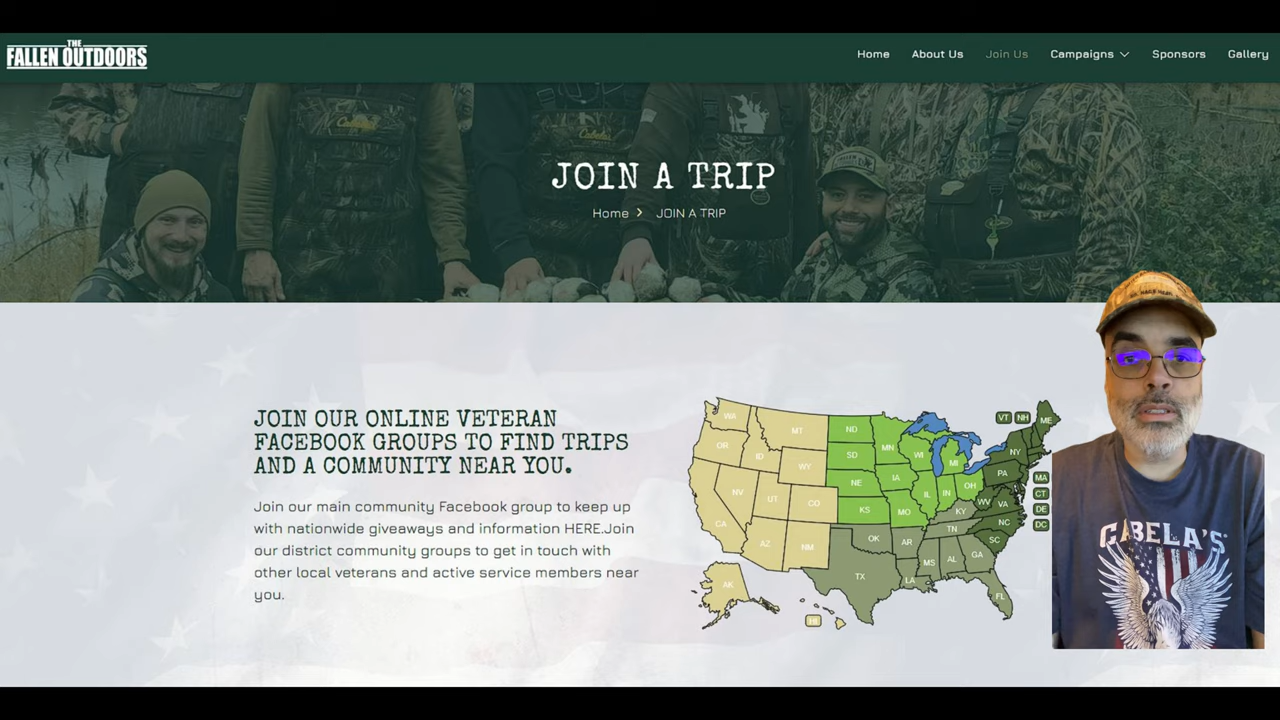 THE
FALLEN OUTDOORS
Home
About Us
Join Us
Campaigns
Sponsors
Gallery
Cabela's
Cabela's
JOIN A TRIP
Home > JOIN A TRIP
JOIN OUR ONLINE VETERAN
FACEBOOK GROUPS TO FIND TRIPS
AND A COMMUNITY NEAR YOU.
Join our main community Facebook group to keep up
with nationwide giveaways and information HERE.Join
our district community groups to get in touch with
other local veterans and active service members near
you.
WA
MT
ND
MN
VT
NH
ME
OR
ID
SD
WI
MI
NY
WY
NE
IA
PA
MA
NV
UT
CO
IL
IN
OH
CT
CA
KS
MO
KY
WV
VA
DE
AZ
NM
OK
AR
TN
NC
DC
TX
LA
MS
AL
GA
SC
AK
FL
HI
CABELA'S